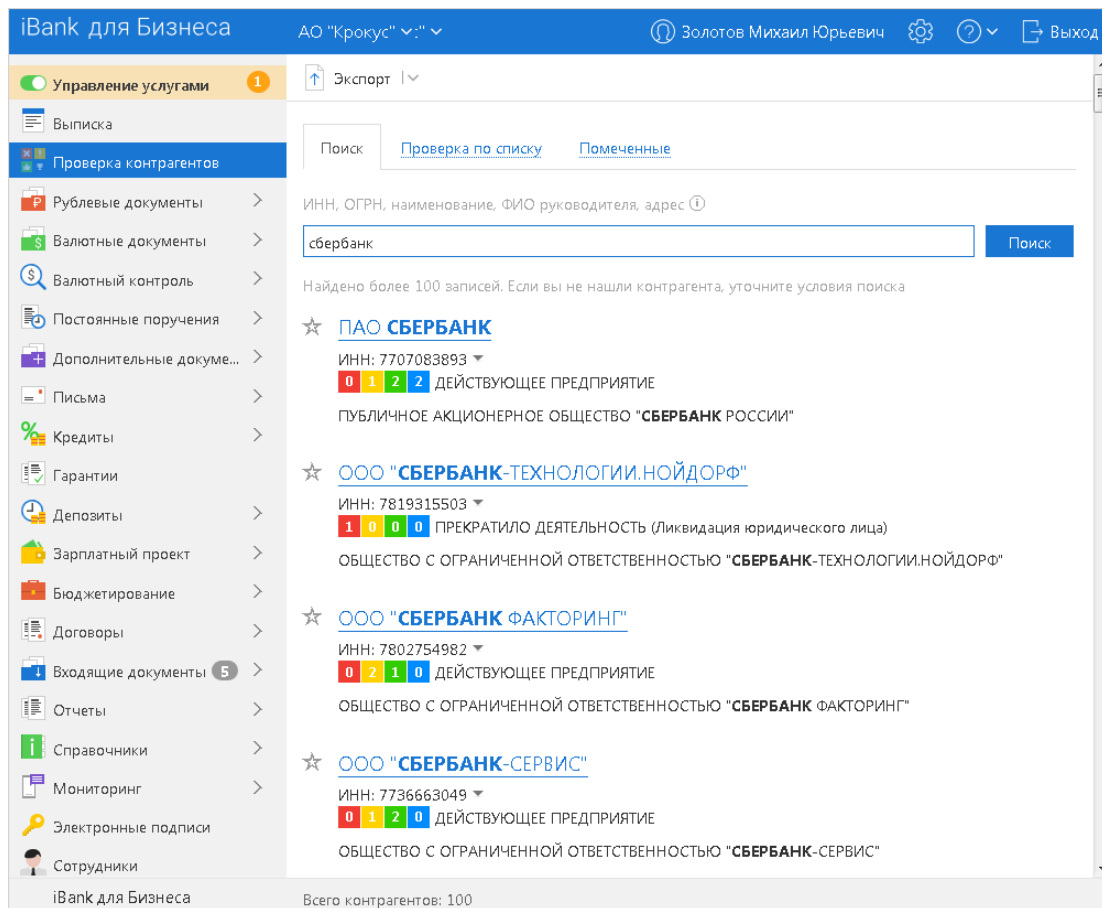 iBank для Бизнеса
АО "Крокус" :"
Золотов Михаил Юрьевич
?
Выход
Управление услугами 1
Выписка
Проверка контрагентов
Рублевые документы
Валютные документы
Валютный контроль
Постоянные поручения
Дополнительные докуме...
Письма
Кредиты
Гарантии
Депозиты
Зарплатный проект
Бюджетирование
Договоры
Входящие документы 5
Отчеты
Справочники
Мониторинг
Электронные подписи
Сотрудники
iBank для Бизнеса
Экспорт
Поиск Проверка по списку Помеченные
ИНН, ОГРН, наименование, ФИО руководителя, адрес
сбербанк
Поиск
Найдено более 100 записей. Если вы не нашли контрагента, уточните условия поиска
ПАО СБЕРБАНК
ИНН: 7707083893
0 1 2 2 ДЕЙСТВУЮЩЕЕ ПРЕДПРИЯТИЕ
ПУБЛИЧНОЕ АКЦИОНЕРНОЕ ОБЩЕСТВО "СБЕРБАНК РОССИИ"
ООО "СБЕРБАНК-ТЕХНОЛОГИИ.НОЙДОРФ"
ИНН: 7819315503
1 0 0 0 ПРЕКРАТИЛО ДЕЯТЕЛЬНОСТЬ (Ликвидация юридического лица)
ОБЩЕСТВО С ОГРАНИЧЕННОЙ ОТВЕТСТВЕННОСТЬЮ "СБЕРБАНК-ТЕХНОЛОГИИ.НОЙДОРФ"
ООО "СБЕРБАНК ФАКТОРИНГ"
ИНН: 7802754982
0 2 1 0 ДЕЙСТВУЮЩЕЕ ПРЕДПРИЯТИЕ
ОБЩЕСТВО С ОГРАНИЧЕННОЙ ОТВЕТСТВЕННОСТЬЮ "СБЕРБАНК ФАКТОРИНГ"
ООО "СБЕРБАНК-СЕРВИС"
ИНН: 7736663049
0 1 2 0 ДЕЙСТВУЮЩЕЕ ПРЕДПРИЯТИЕ
ОБЩЕСТВО С ОГРАНИЧЕННОЙ ОТВЕТСТВЕННОСТЬЮ "СБЕРБАНК-СЕРВИС"
Всего контрагентов: 100